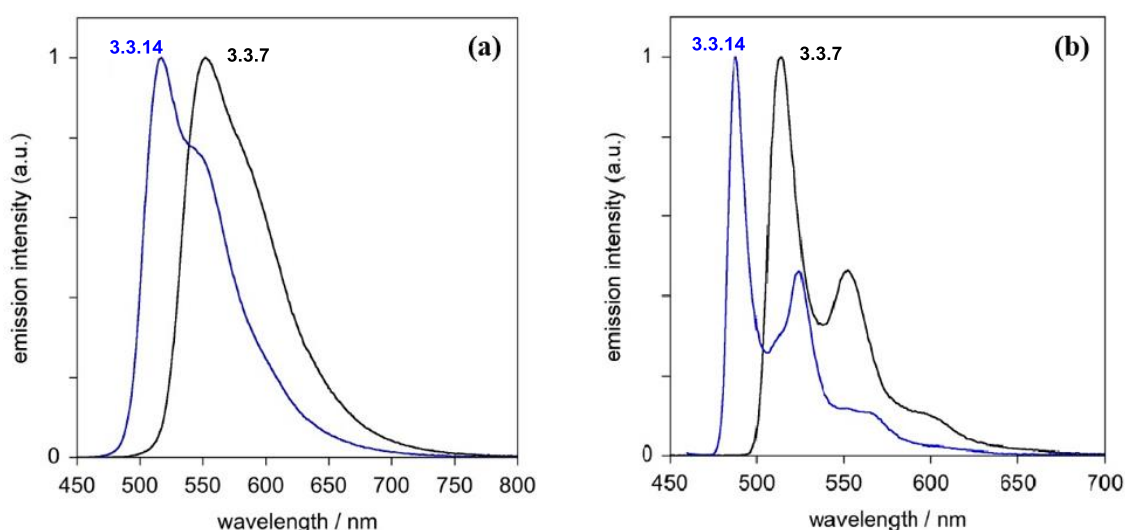 3.3.14
3.3.7
(a)
1
emission intensity (a.u.)
0
450 500 550 600 650 700 750 800
wavelength / nm
3.3.14
3.3.7
(b)
1
emission intensity (a.u.)
0
450 500 550 600 650 700
wavelength / nm